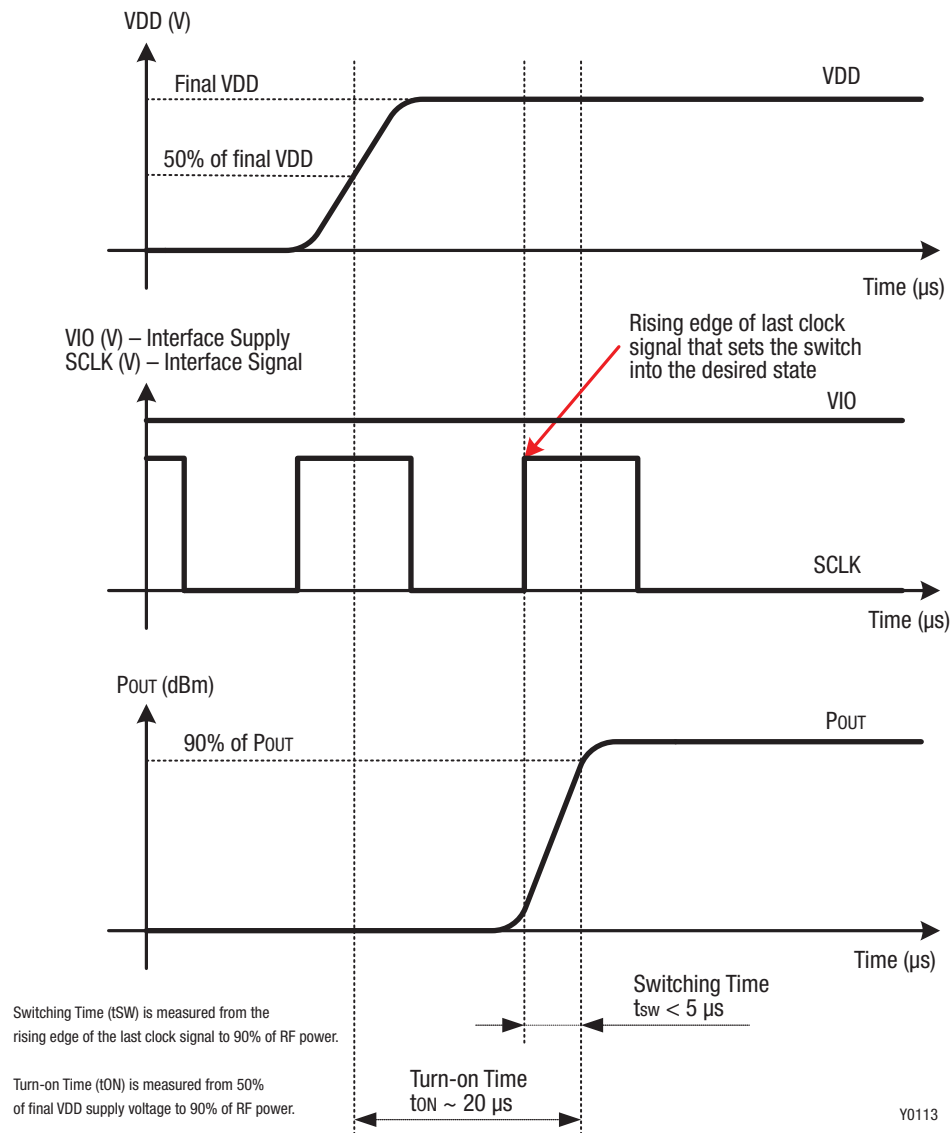 VDD (V)
Final VDD
VDD
50% of final VDD
Time (µs)
VIO (V) – Interface Supply
SCLK (V) – Interface Signal
Rising edge of last clock
signal that sets the switch
into the desired state
VIO
SCLK
Time (µs)
POUT (dBm)
POUT
90% of POUT
Time (µs)
Switching Time
tsw < 5 µs
Switching Time (tSW) is measured from the
rising edge of the last clock signal to 90% of RF power.
Turn-on Time
tON ~ 20 µs
Turn-on Time (tON) is measured from 50%
of final VDD supply voltage to 90% of RF power.
Y0113